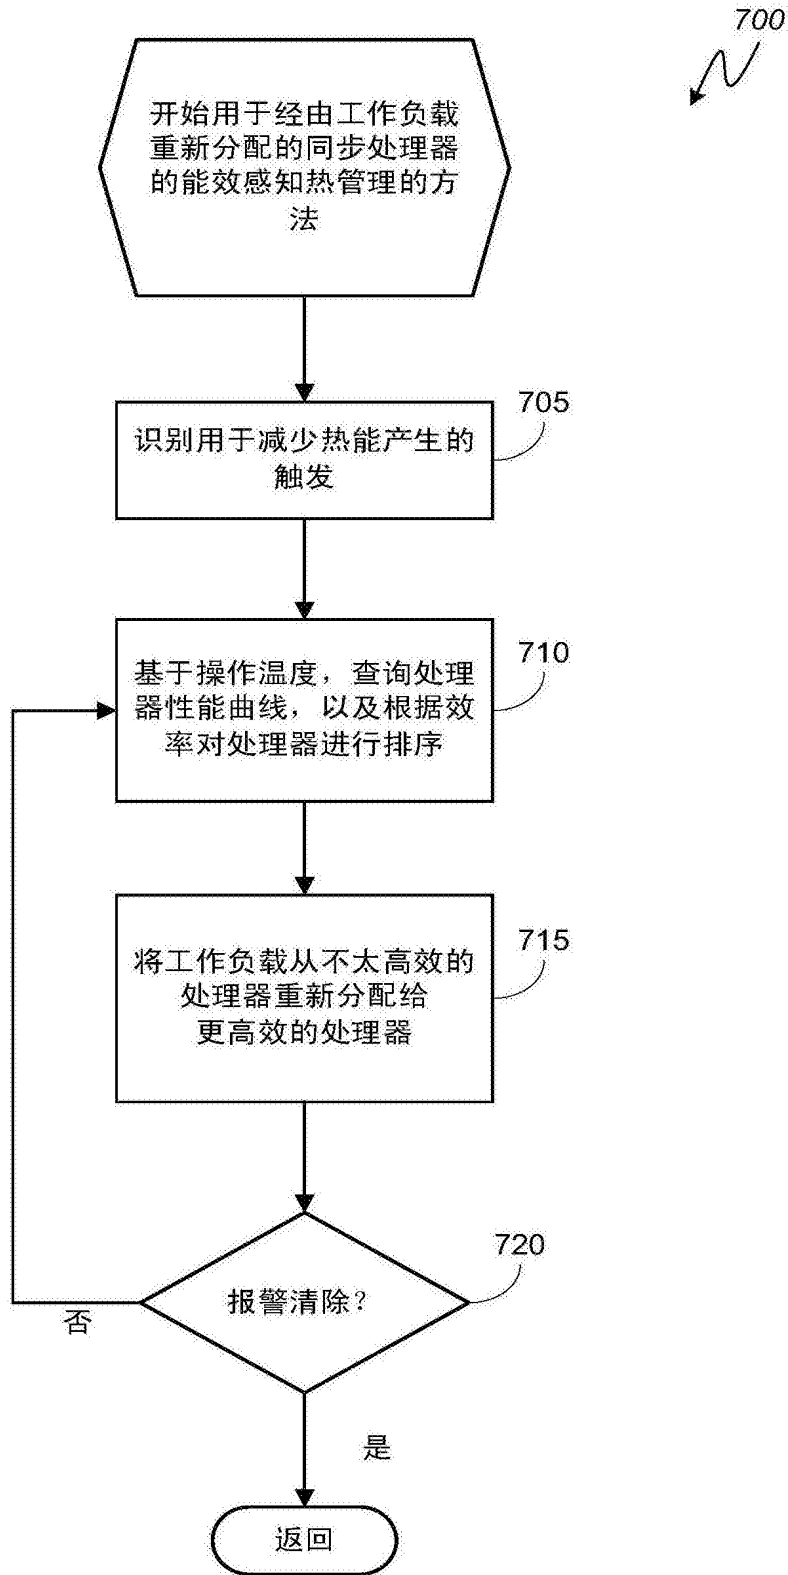 700
开始用于经由工作负载
重新分配的同步处理器
的能效感知热管理的方
法
705
识别用于减少热能产生的
触发
710
基于操作温度，查询处理
器性能曲线，以及根据效
率对处理器进行排序
715
将工作负载从不太高效的
处理器重新分配给
更高效的处理器
720
报警清除？
否
是
返回